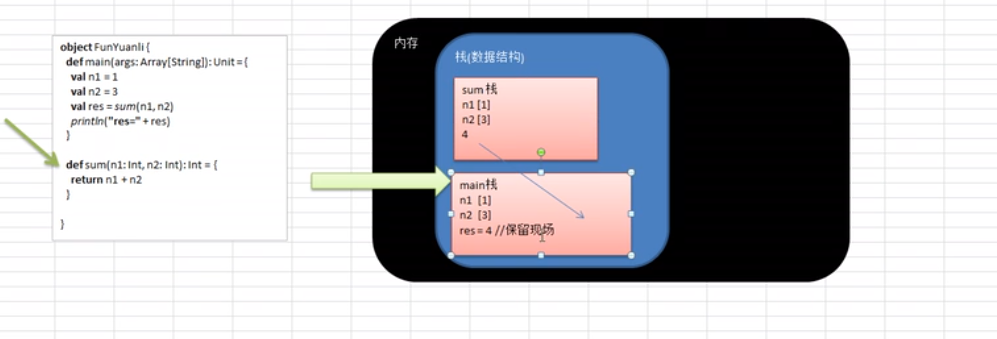 object FunYuanli {
def main(args: Array[String]): Unit = {
val n1 = 1
val n2 = 3
val res = sum(n1, n2)
println("res=" + res)
}
def sum(n1: Int, n2: Int): Int = {
return n1 + n2
}
}
内存
栈(数据结构)
sum 栈
n1 [1]
n2 [3]
4
main栈
n1 [1]
n2 [3]
res = 4 //保留现场